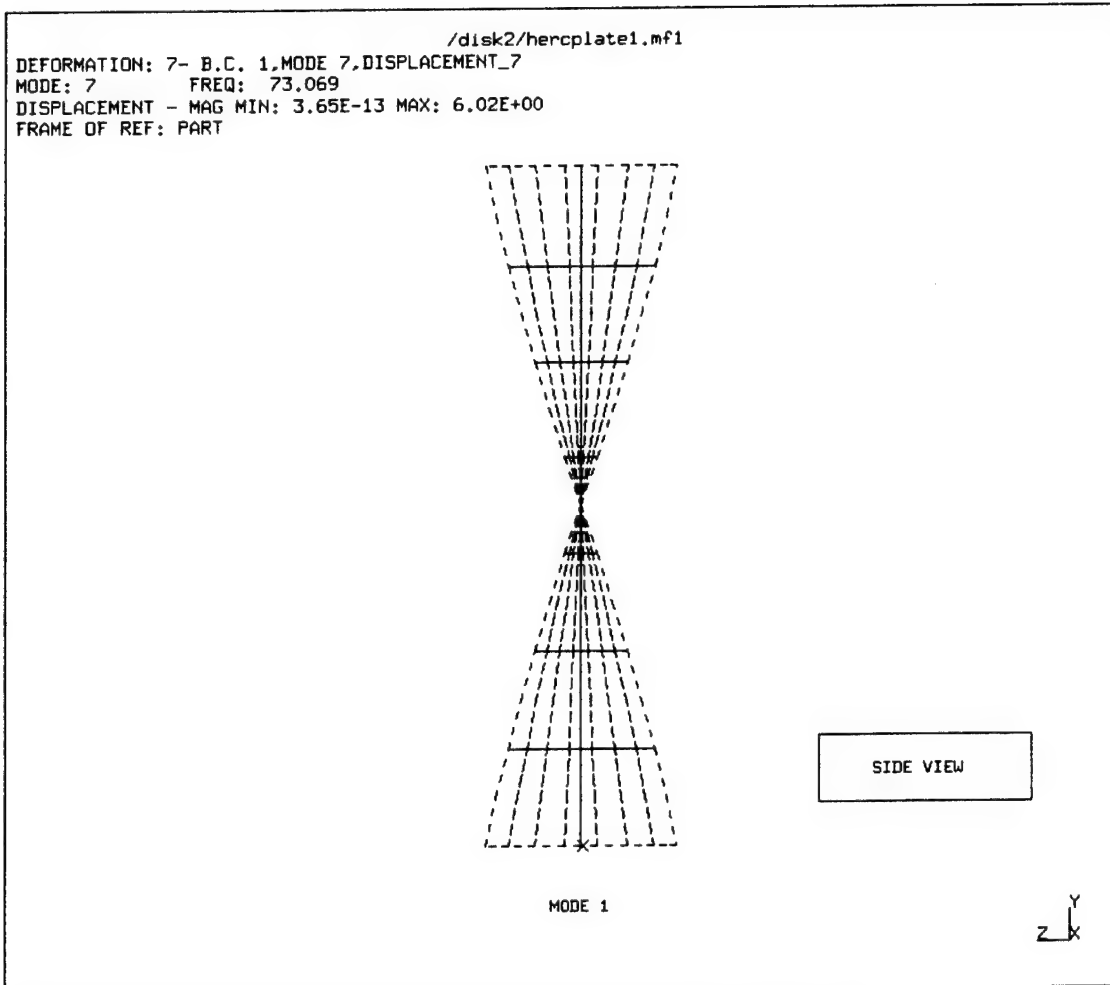 /disk2/hercplate1.mf1
DEFORMATION: 7- B.C. 1,MODE 7,DISPLACEMENT_7
MODE: 7 FREQ: 73.069
DISPLACEMENT - MAG MIN: 3.65E-13 MAX: 6.02E+00
FRAME OF REF: PART
SIDE VIEW
MODE 1
Y
Z X